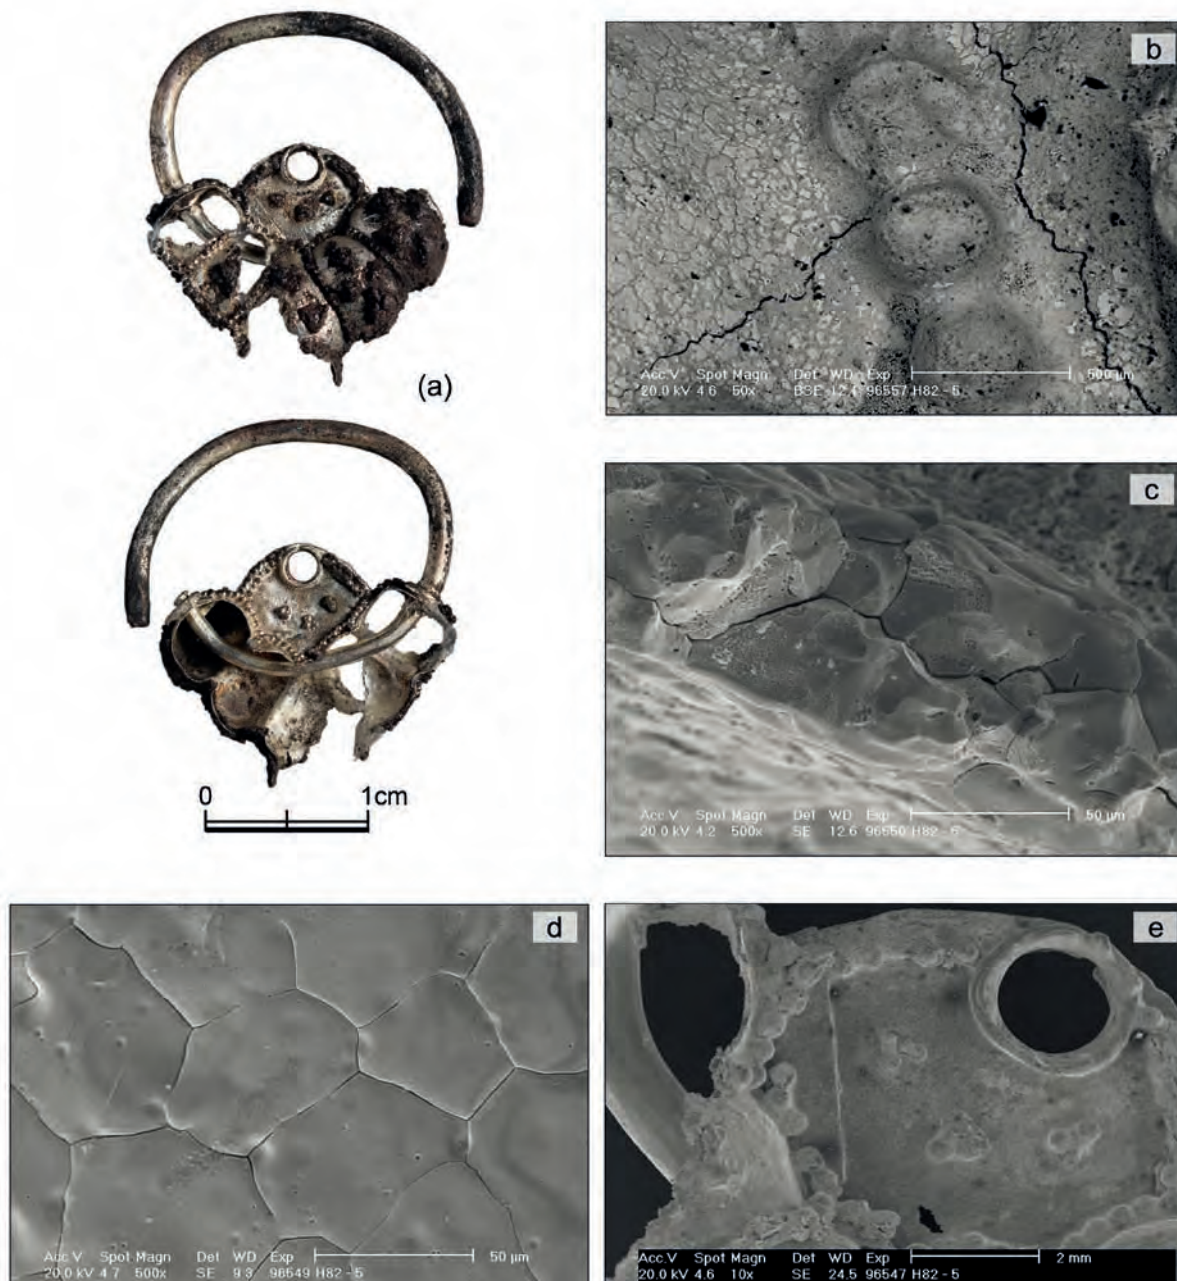 (a)
0 1cm
b
Acc.V Spot Magn Det WD Exp 500 µm
20.0 kV 4.6 50x BSE 12.4 96557 H82 - 5
c
Acc.V Spot Magn Det WD Exp 50 µm
20.0 kV 4.2 500x SE 12.6 96550 H82 - 5
d
Acc.V Spot Magn Det WD Exp 50 µm
20.0 kV 4.7 500x SE 9.3 96549 H82 - 5
e
Acc.V Spot Magn Det WD Exp 2 mm
20.0 kV 4.6 10x SE 24.5 96547 H82 - 5